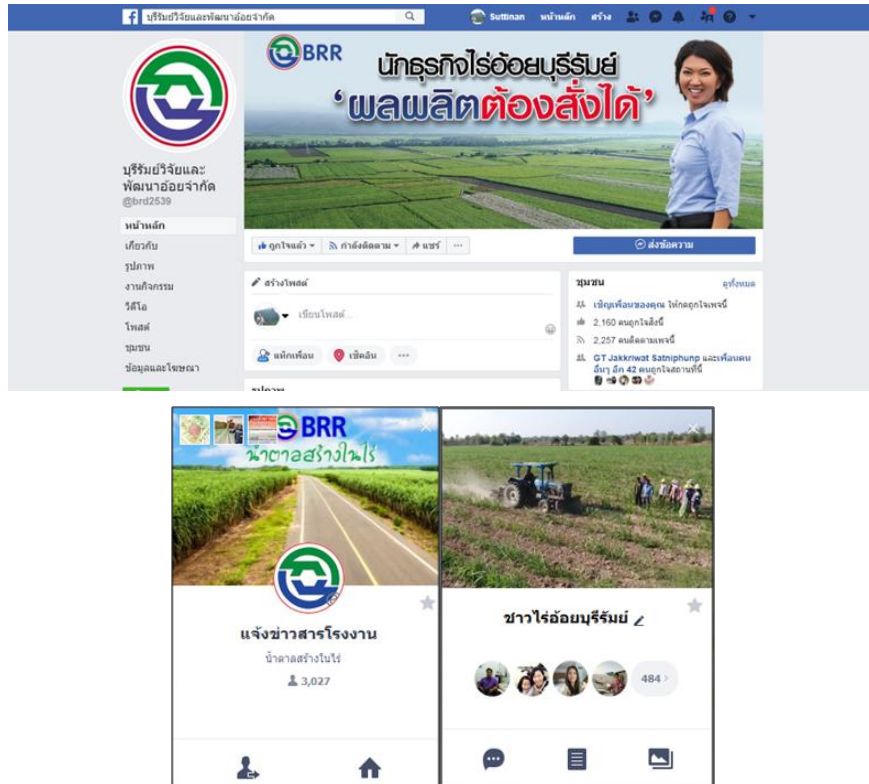 บุรีรัมย์วิจัยและพัฒนาอ้อยจำกัด
Suttinan หน้าหลัก สร้าง
BRR
นักธุรกิจไร่อ้อยบุรีรัมย์
'ผลผลิตต้องสั่งได้'
บุรีรัมย์วิจัยและ
พัฒนาอ้อยจำกัด
@brd2539
หน้าหลัก
เกี่ยวกับ
รูปภาพ
งานกิจกรรม
วิดีโอ
โพสต์
ชุมชน
ข้อมูลและโฆษณา
ถูกใจแล้ว กำลังติดตาม แชร์ ...
ส่งข้อความ
สร้างโพสต์
เขียนโพสต์...
แท็กเพื่อน เช็คอิน ...
รูปภาพ
ชุมชน ดูทั้งหมด
เชิญเพื่อนของคุณ ให้กดถูกใจเพจนี้
2,160 คนถูกใจสิ่งนี้
2,257 คนติดตามเพจนี้
GT Jakkriwat Satniphunp และเพื่อนคน
อื่นๆ อีก 42 คนถูกใจสถานที่นี้
BRR
น้ำตาลสร้างในไร่
แจ้งข่าวสารโรงงาน
น้ำตาลสร้างในไร่
3,027
ชาวไร่อ้อยบุรีรัมย์
484 >